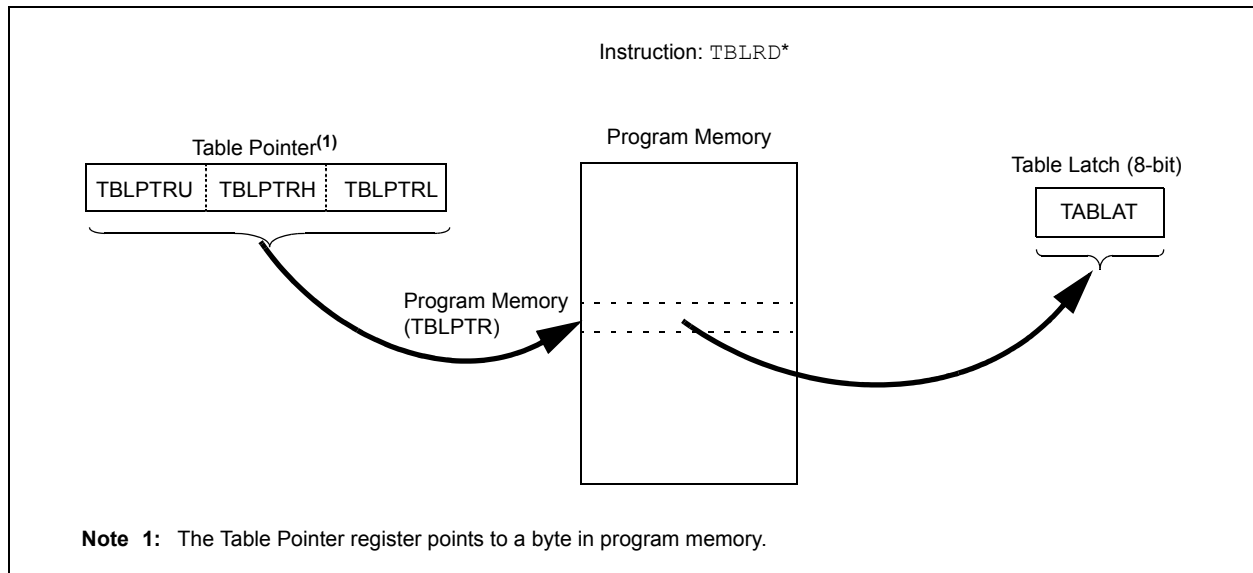 Instruction: TBLRD*
Table Pointer(1)
TBLPTRU TBLPTRH TBLPTRL
Program Memory
Table Latch (8-bit)
TABLAT
Program Memory
(TBLPTR)
Note 1: The Table Pointer register points to a byte in program memory.